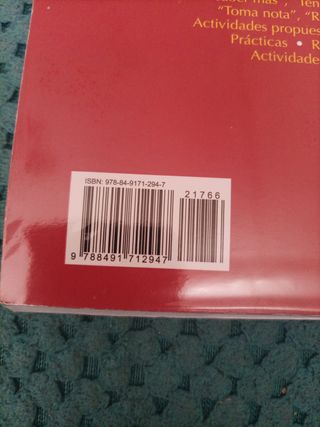 "Toma nota", "R
Actividades propues
Prácticas • R
Actividade
ISBN: 978-84-9171-294-7
21766
9 788491 712947